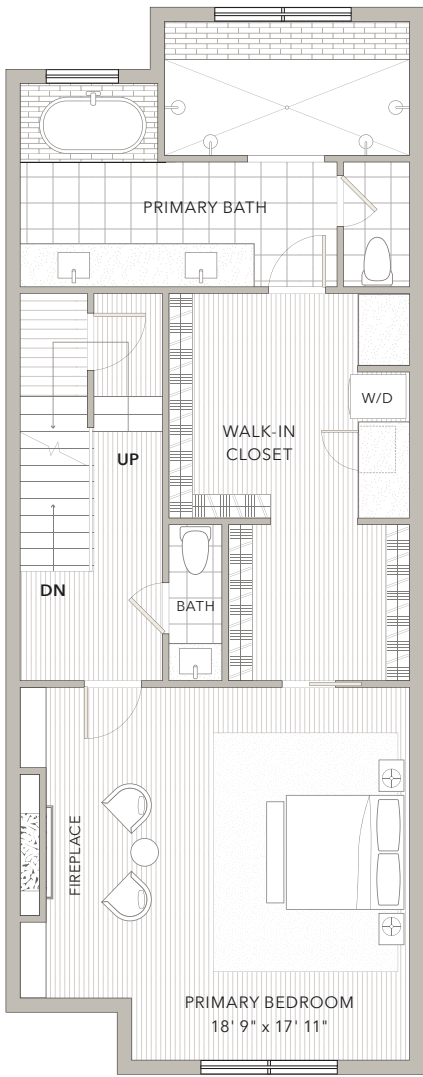 PRIMARY BATH
W/D
WALK-IN
CLOSET
UP
DN
BATH
FIREPLACE
PRIMARY BEDROOM
18' 9" x 17' 11"